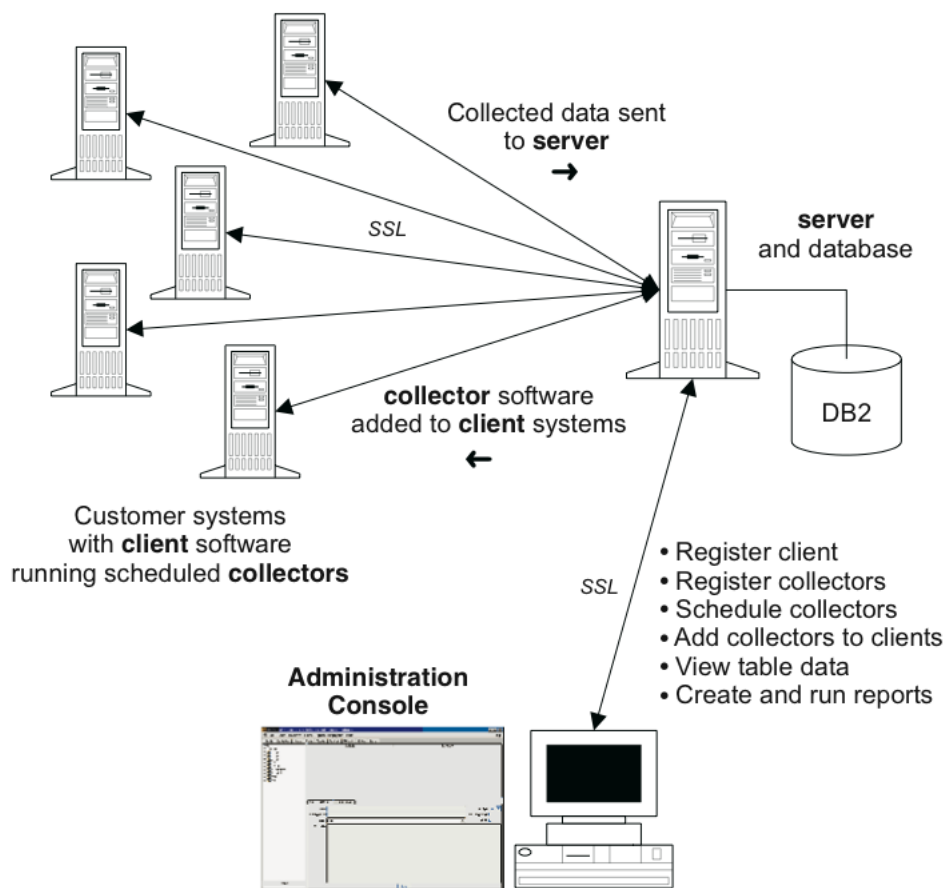 Collected data sent
to server
→
SSL
server
and database
DB2
collector software
added to client systems
←
Customer systems
with client software
running scheduled collectors
SSL
• Register client
• Register collectors
• Schedule collectors
• Add collectors to clients
• View table data
• Create and run reports
Administration
Console